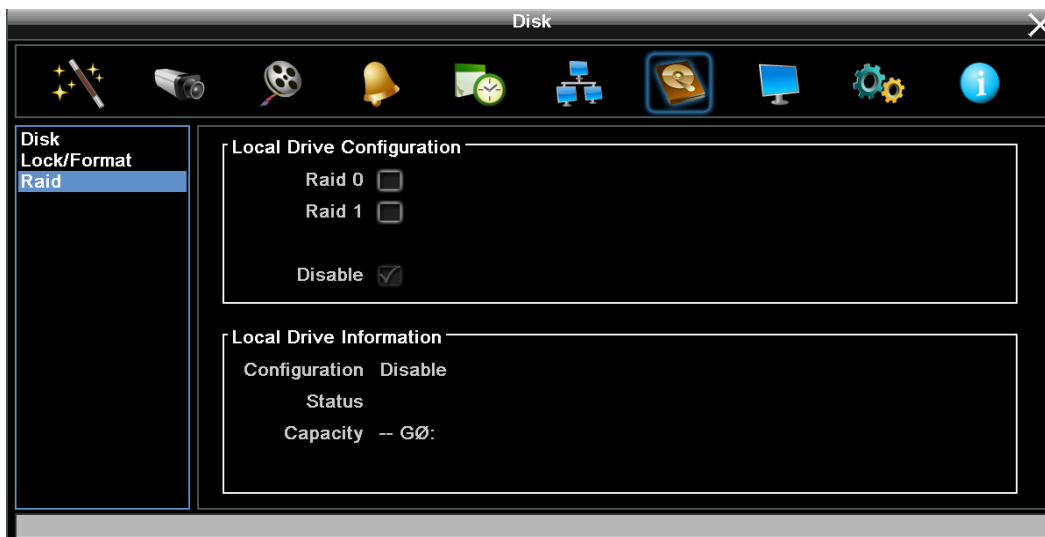 Disk
Disk
Lock/Format
Raid
Local Drive Configuration
Raid 0
Raid 1
Disable
Local Drive Information
Configuration Disable
Status
Capacity -- GØ: